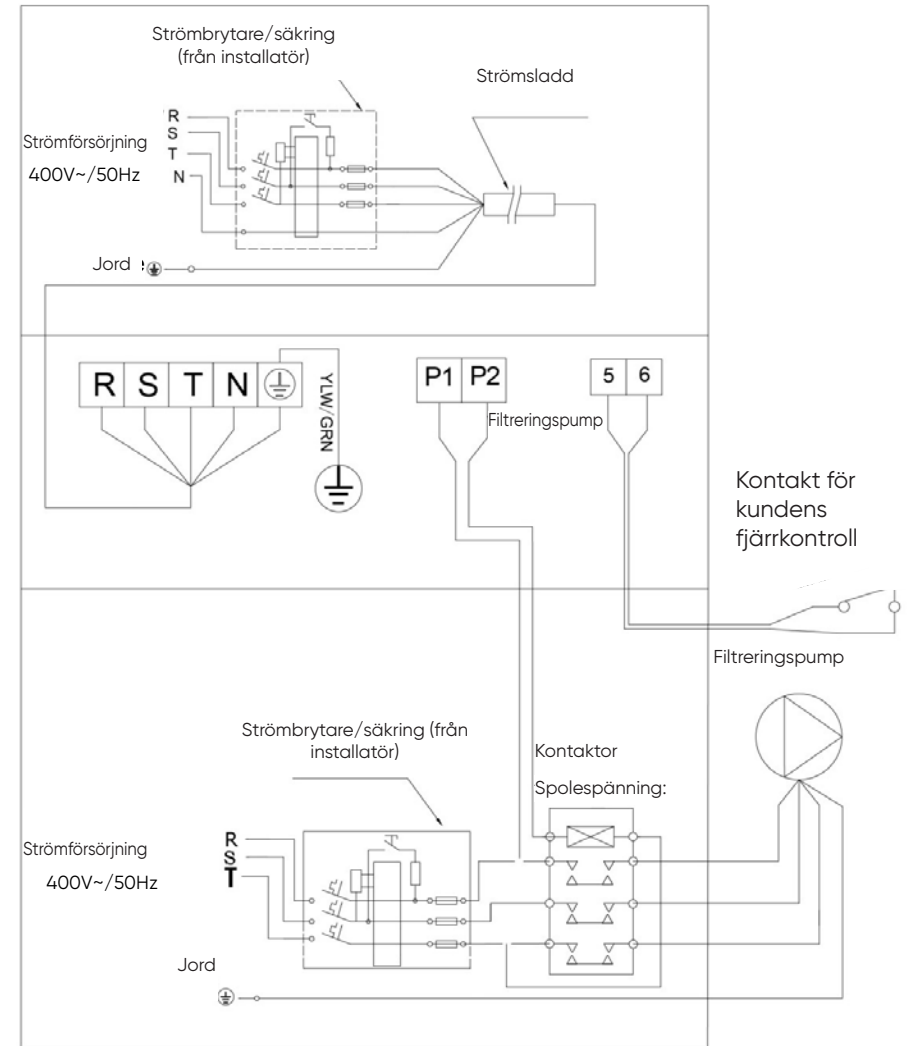 Strömbrytare/säkring
(från installatör)
Strömsladd
R
S
Strömförsörjning
T
400V~/50Hz
N
Jord
R S T N
YLW/GRN
P1 P2
5 6
Filtreringspump
Kontakt för
kundens
fjärrkontroll
Filtreringspump
Strömbrytare/säkring (från
installatör)
Kontaktor
Spolespänning:
R
Strömförsörjning
S
T
400V~/50Hz
Jord